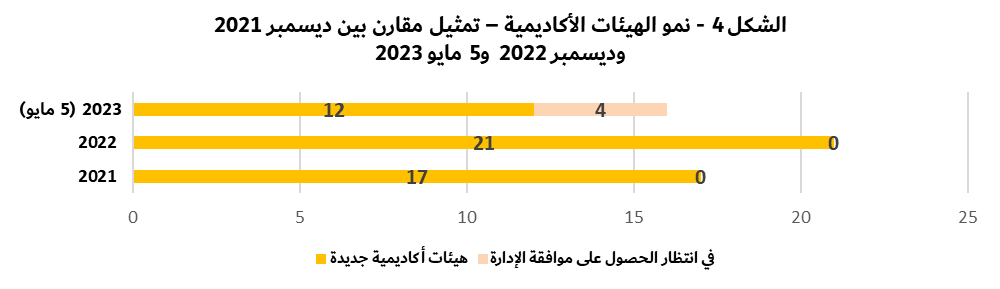 الشكل 4 - نمو الهيئات الأكاديمية – تمثيل مقارن بين ديسمبر 2021
وديسمبر 2022 و5 مايو 2023
2023 (5 مايو)
12
4
2022
21
0
2021
17
0
0
5
10
15
20
25
هيئات أكاديمية جديدة
في انتظار الحصول على موافقة الإدارة